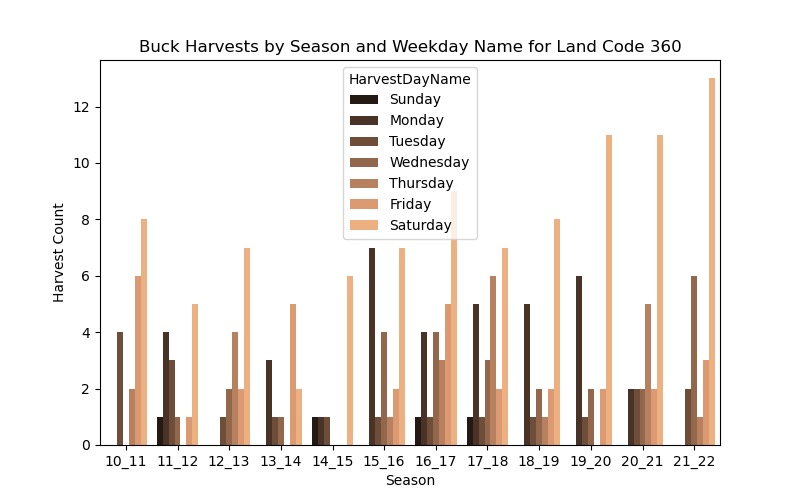 Buck Harvests by Season and Weekday Name for Land Code 360
HarvestDayName
Sunday
Monday
Tuesday
Wednesday
Thursday
Friday
Saturday
Harvest Count
12
10
8
6
4
2
0
10_11 11_12 12_13 13_14 14_15 15_16 16_17 17_18 18_19 19_20 20_21 21_22
Season